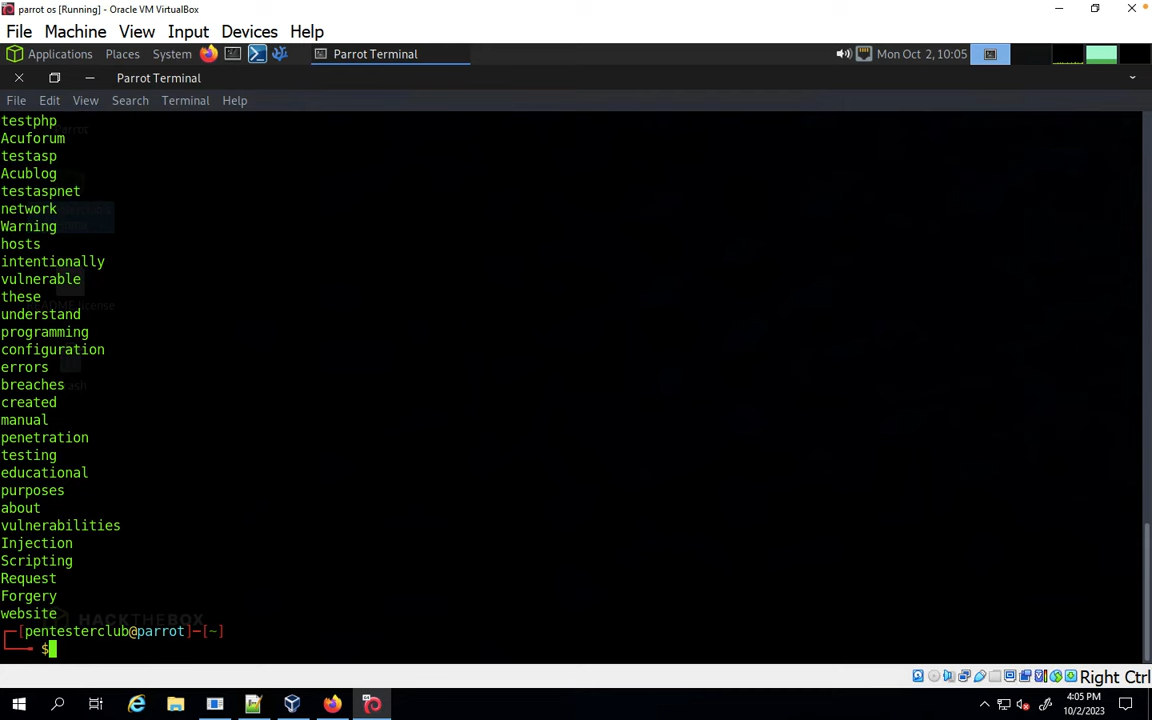 parrot os [Running] - Oracle VM VirtualBox
File Machine View Input Devices Help
Applications Places System Parrot Terminal Mon Oct 2, 10:05
Parrot Terminal
File Edit View Search Terminal Help
testphp
Acuforum
testasp
Acublog
testaspnet
network
Warning
hosts
intentionally
vulnerable
these
understand
programming
configuration
errors
breaches
created
manual
penetration
testing
educational
purposes
about
vulnerabilities
Injection
Scripting
Request
Forgery
website
HACKTHEBOX
[pentesterclub@parrot]-[~]
$
Right Ctrl
4:05 PM
10/2/2023